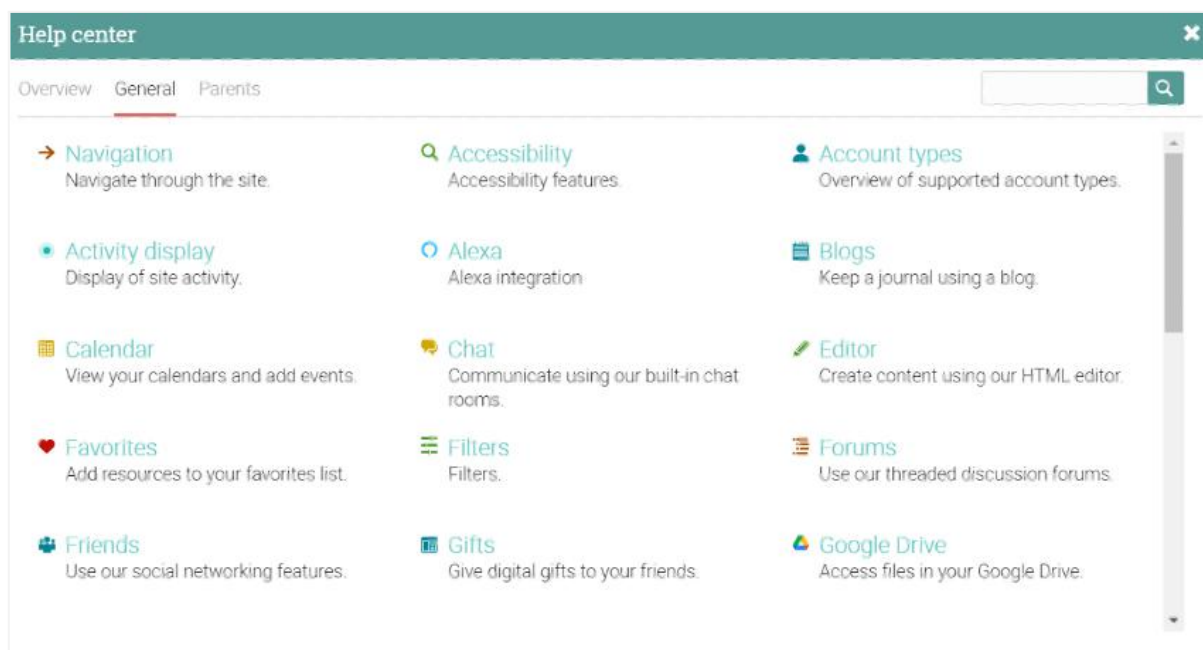 Help center
Overview General Parents
Navigation
Navigate through the site.
Accessibility
Accessibility features.
Account types
Overview of supported account types.
Activity display
Display of site activity.
Alexa
Alexa integration
Blogs
Keep a journal using a blog.
Calendar
View your calendars and add events.
Chat
Communicate using our built-in chat
rooms.
Editor
Create content using our HTML editor.
Favorites
Add resources to your favorites list.
Filters
Filters.
Forums
Use our threaded discussion forums.
Friends
Use our social networking features.
Gifts
Give digital gifts to your friends.
Google Drive
Access files in your Google Drive.